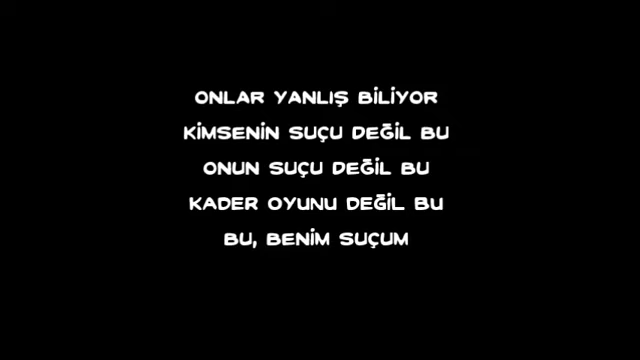 ONLAR YANLIŞ BİLİYOR
KİMSENİN SUÇU DEĞİL BU
ONUN SUÇU DEĞİL BU
KADER OYUNU DEĞİL BU
BU, BENİM SUÇUM